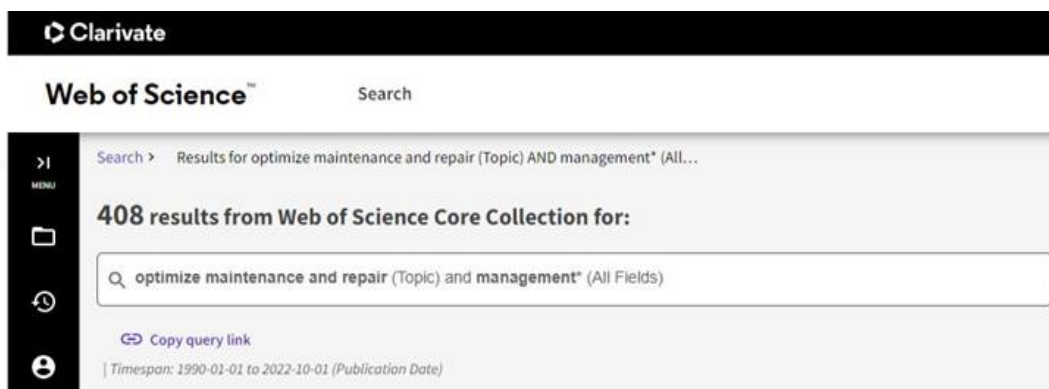 Clarivate
Web of Science™
Search
MENU
Search > Results for optimize maintenance and repair (Topic) AND management* (All...
408 results from Web of Science Core Collection for:
optimize maintenance and repair (Topic) and management* (All Fields)
Copy query link
| Timespan: 1990-01-01 to 2022-10-01 (Publication Date)